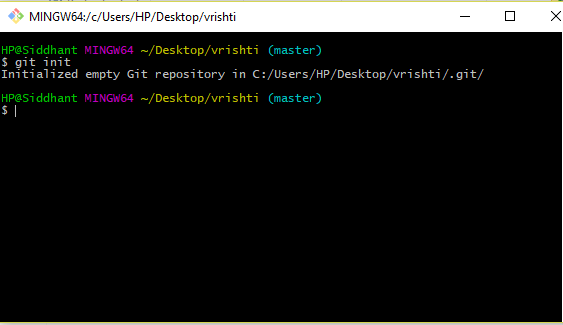 MINGW64:/c/Users/HP/Desktop/vrishti
HP@Siddhant MINGW64 ~/Desktop/vrishti (master)
$ git init
Initialized empty Git repository in C:/Users/HP/Desktop/vrishti/.git/
HP@Siddhant MINGW64 ~/Desktop/vrishti (master)
$